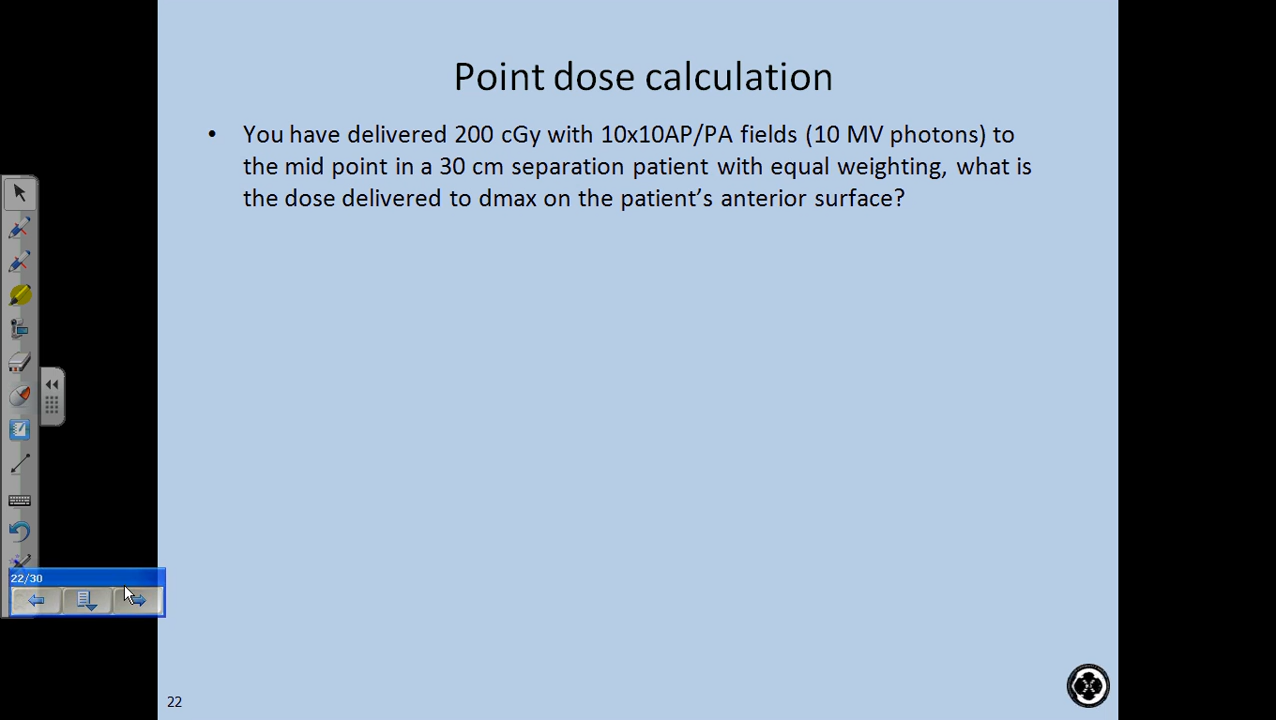 Point dose calculation
• You have delivered 200 cGy with 10x10AP/PA fields (10 MV photons) to
the mid point in a 30 cm separation patient with equal weighting, what is
the dose delivered to dmax on the patient’s anterior surface?
22/30
22